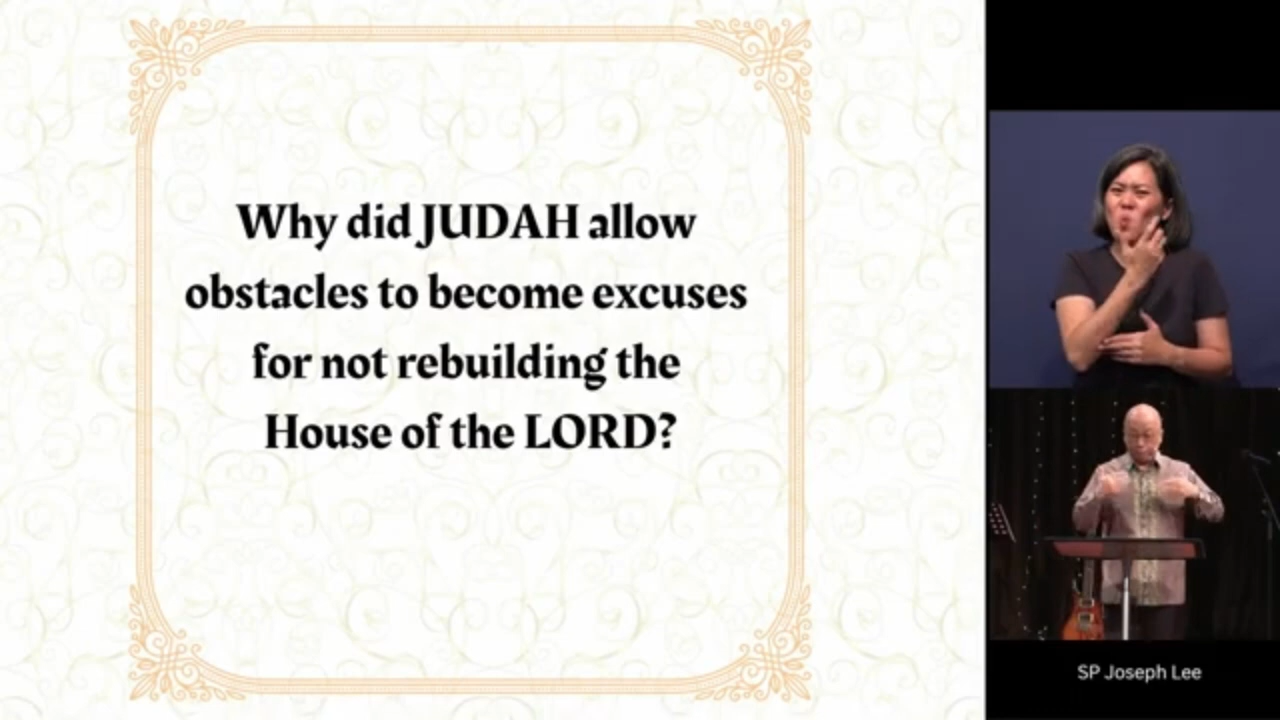 Why did JUDAH allow
obstacles to become excuses
for not rebuilding the
House of the LORD?
SP Joseph Lee